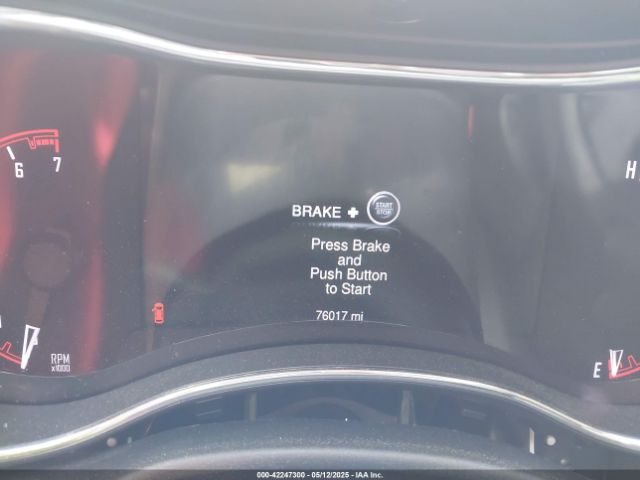 6
7
H
BRAKE + START STOP
Press Brake
and
Push Button
to Start
76017 mi
RPM
x1000
E
000-42247300 - 05/12/2025 - IAA Inc.